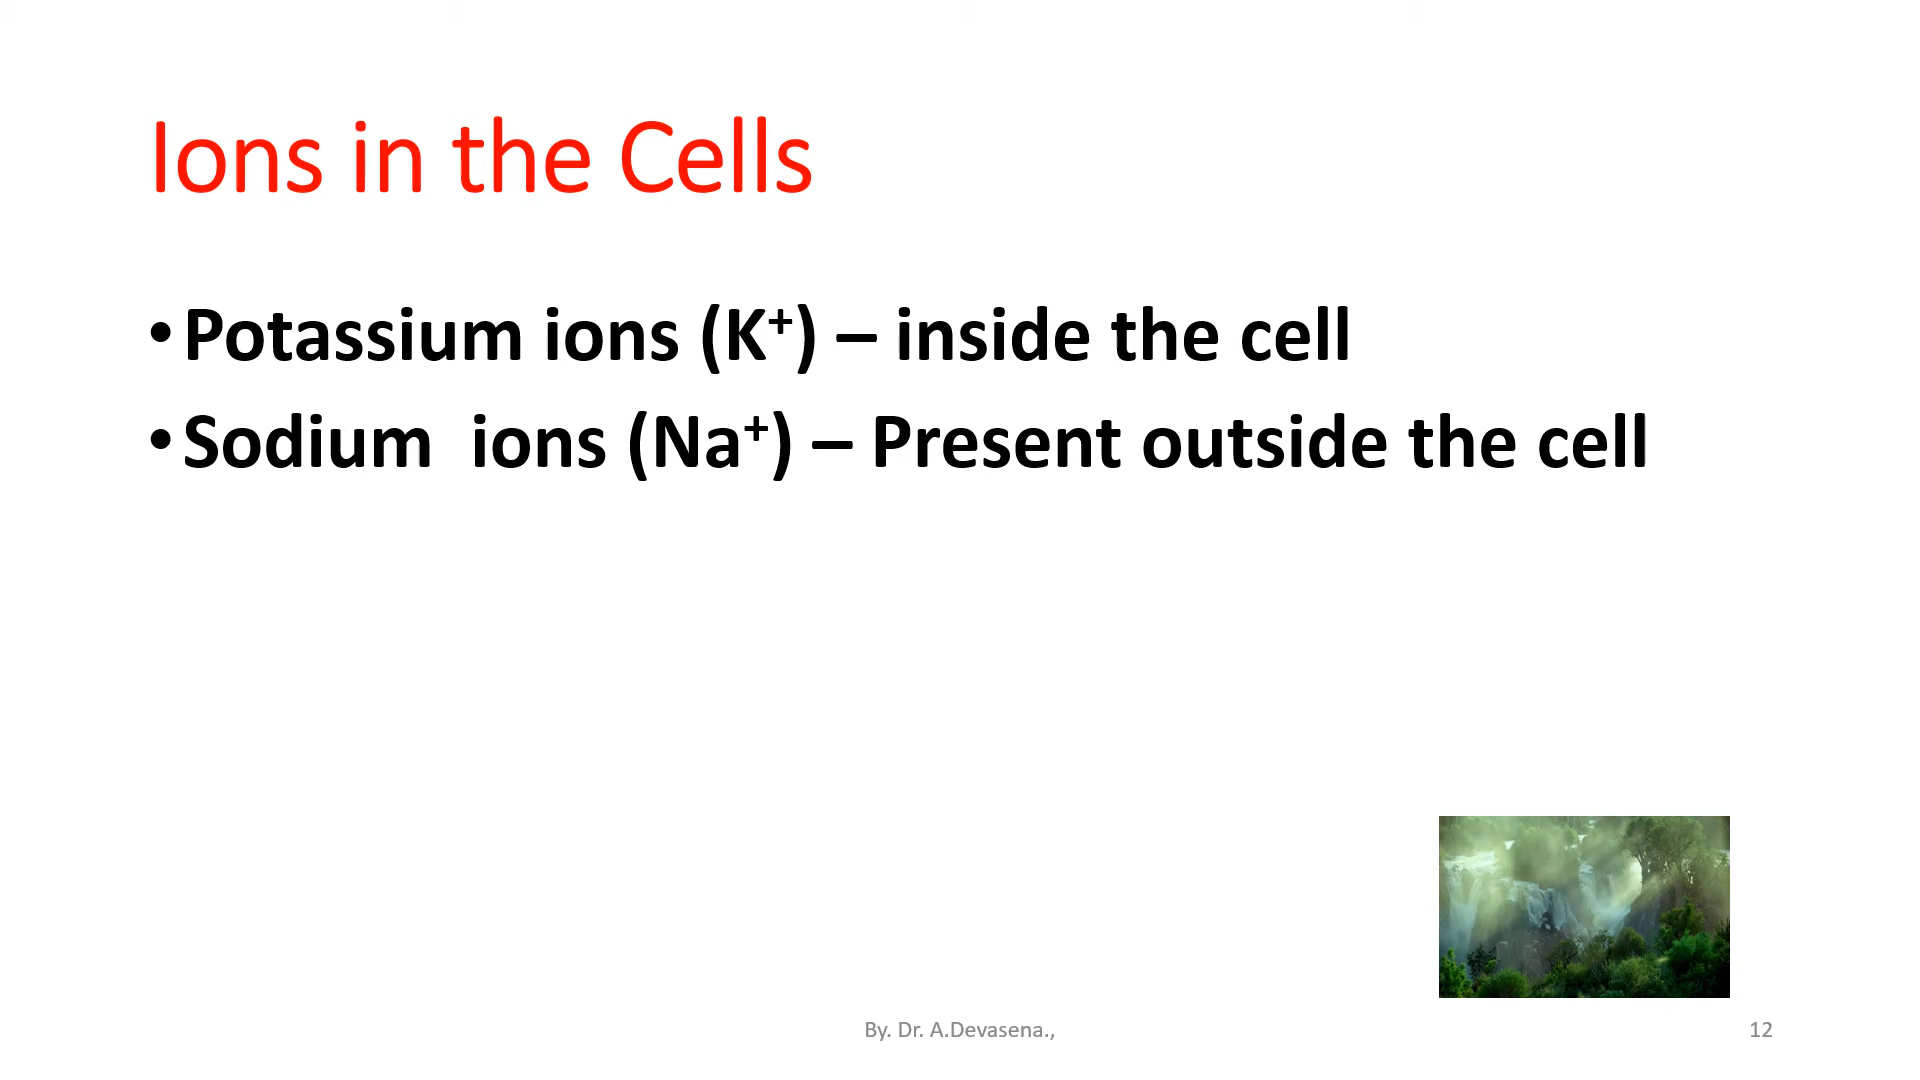 Ions in the Cells
•Potassium ions (K⁺) – inside the cell
•Sodium  ions (Na⁺) – Present outside the cell
By. Dr. A.Devasena.,
12